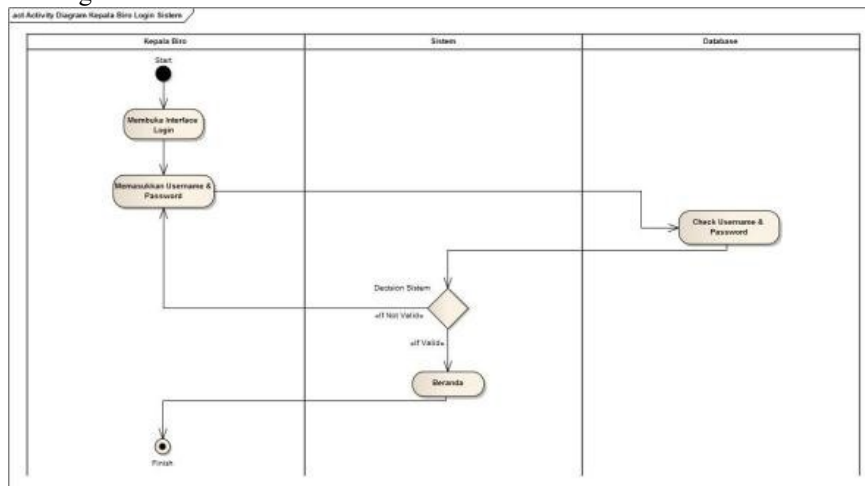 act Activity Diagram Kepala Biro Login Sistem
Kepala Biro
Sistem
Database
Start
Membuka Interface
Login
Memasukkan Username &
Password
Check Username &
Password
Decision Sistem
«If Not Valid»
«If Valid»
Beranda
Finish